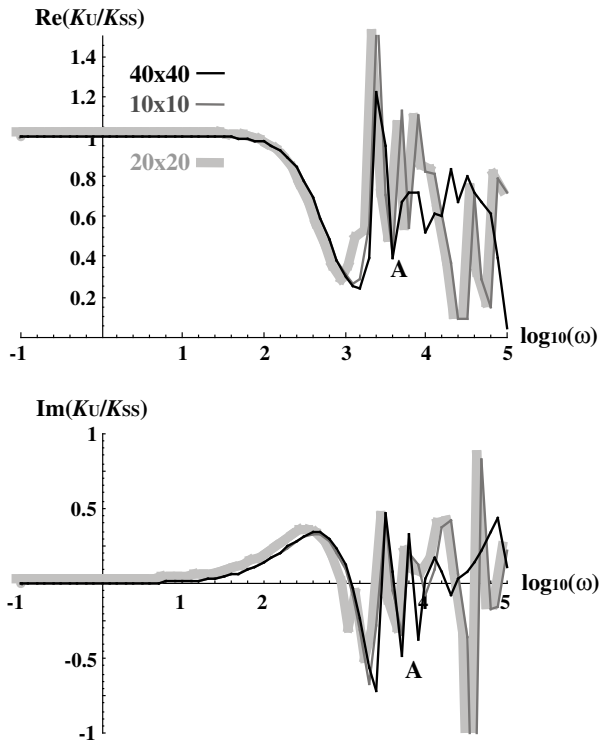 Re(KU/KSS)
1.4
40x40
1.2
10x10
1
20x20
0.8
0.6
0.4
A
0.2
log10(ω)
-1 1 2 3 4 5
Im(KU/KSS)
1
0.5
log10(ω)
-1 1 2 4 5
-0.5
A
-1